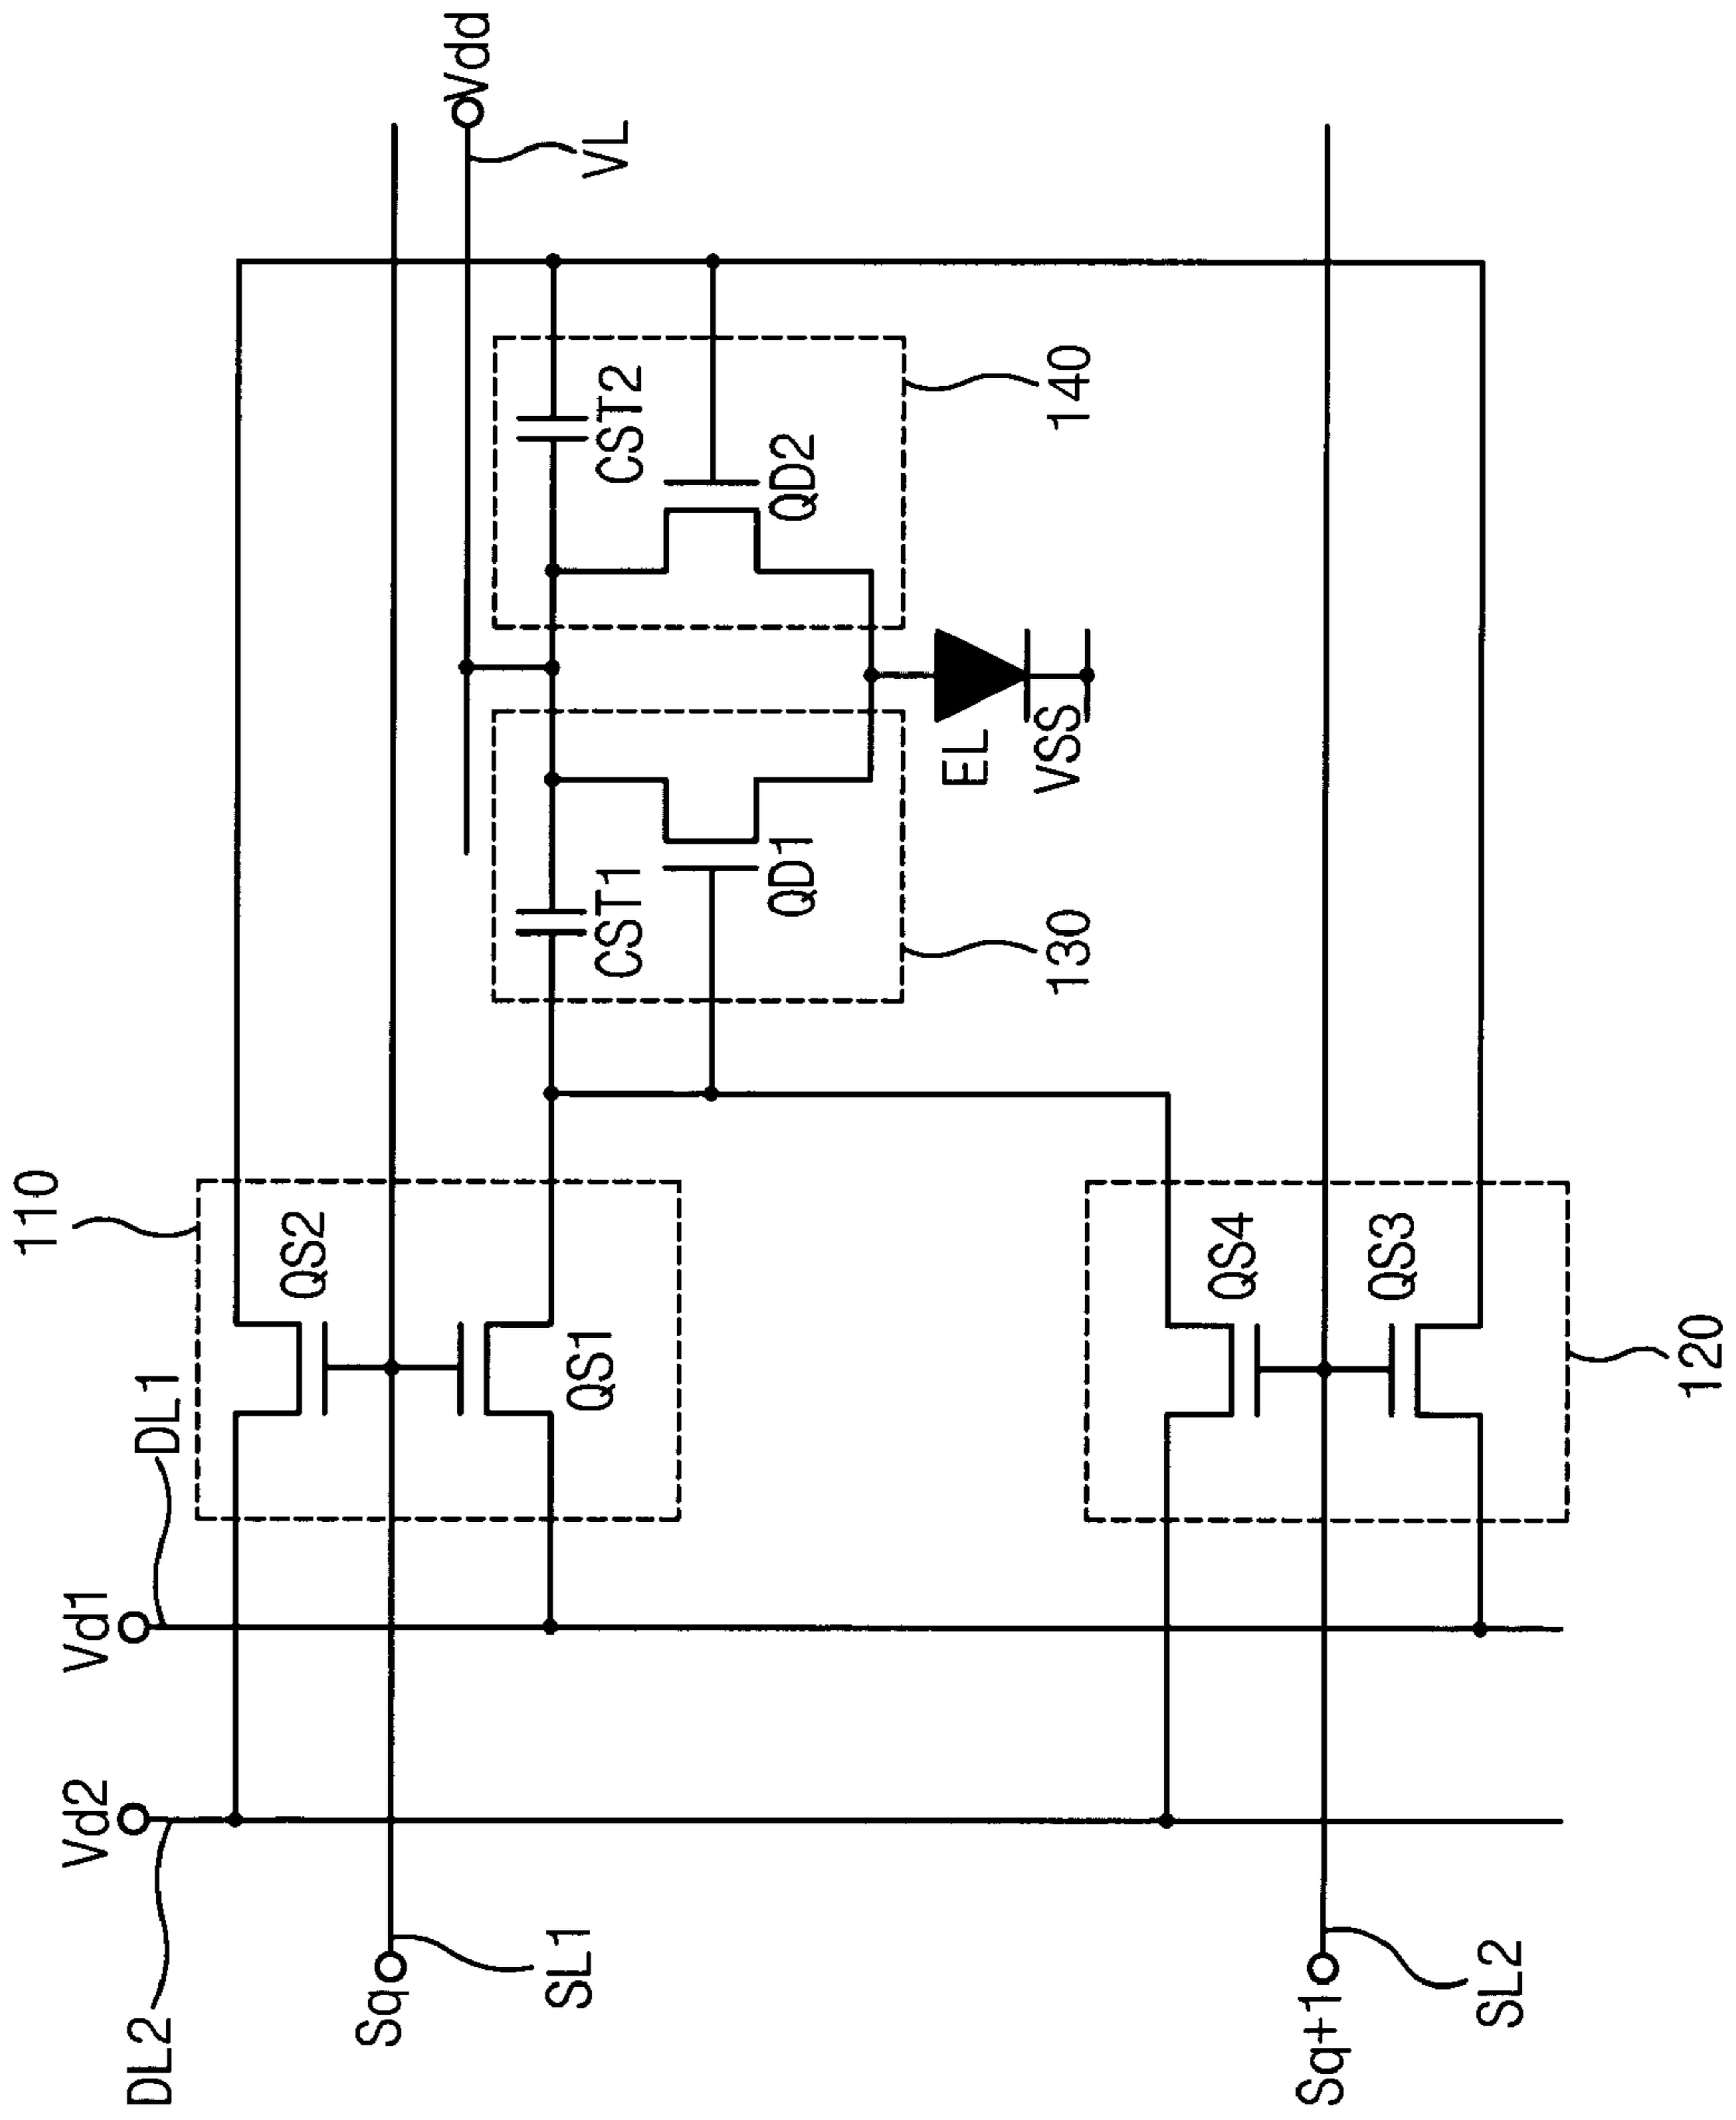 Vd2
Vd1
DL2
DL1
110
QS2
Sq
SL1
QS1
Vdd
VL
CST1
CST2
QD1
QD2
130
140
EL
VSS
Sq+1
SL2
QS4
QS3
120